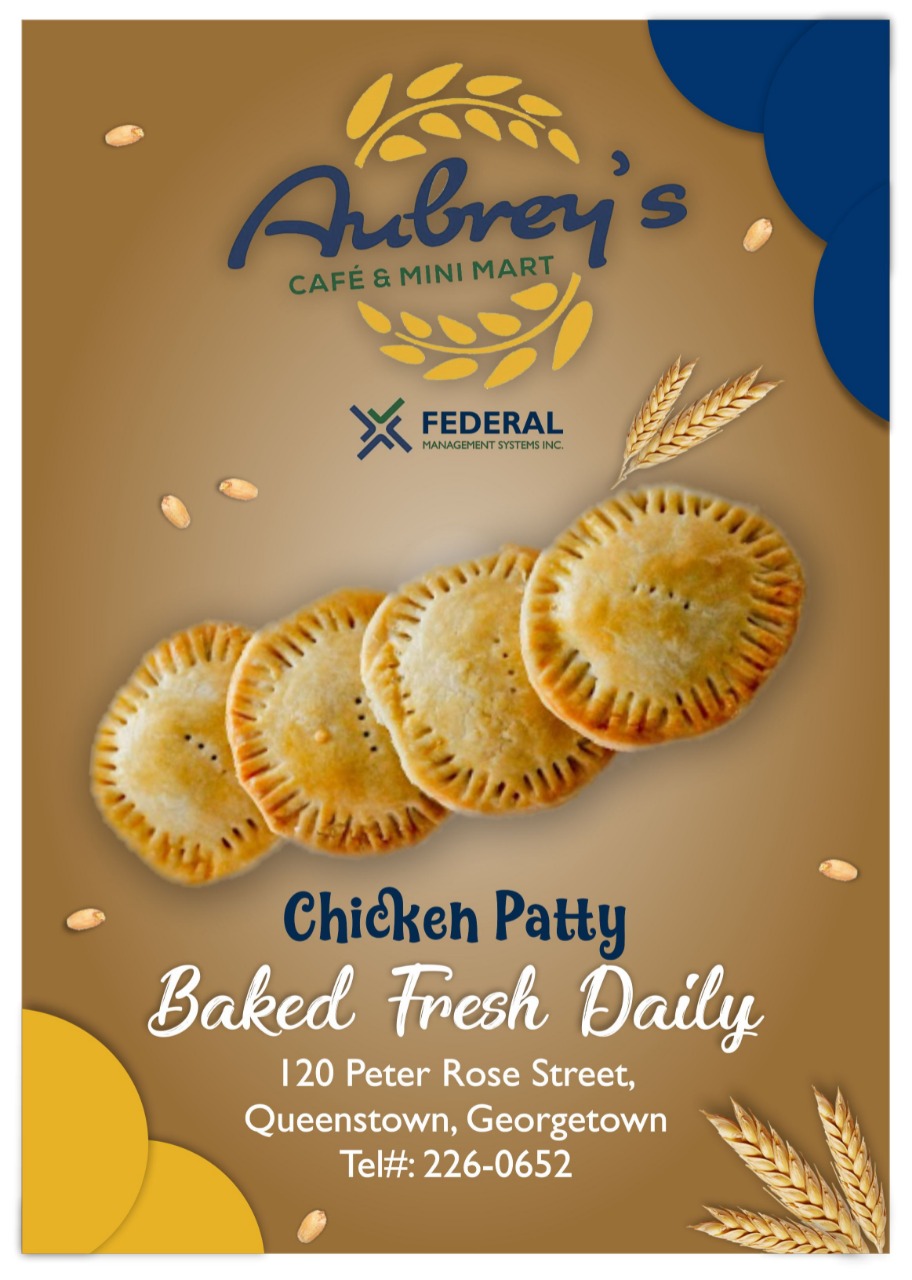 Aubrey's
CAFÉ & MINI MART
FEDERAL
MANAGEMENT SYSTEMS INC.
Chicken Patty
Baked Fresh Daily
120 Peter Rose Street,
Queenstown, Georgetown
Tel#: 226-0652